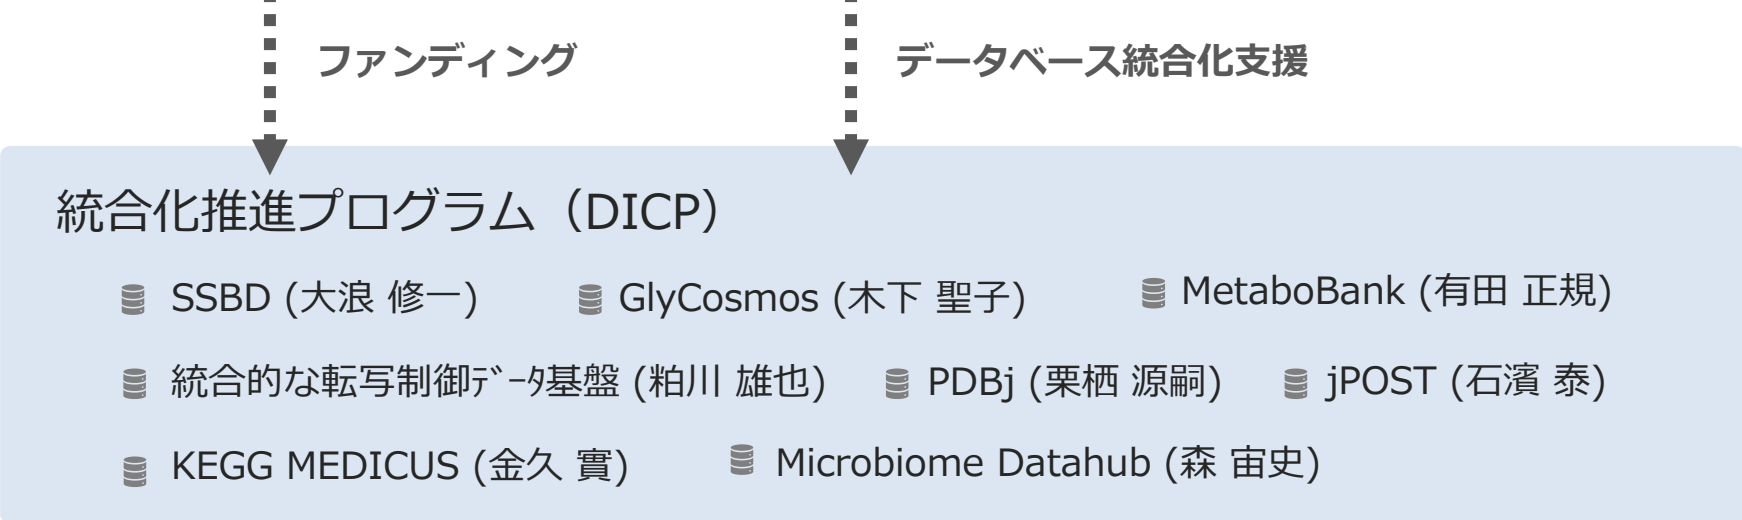 ファンディング データベース統合化支援
統合化推進プログラム（DICP）
SSBD (大浪 修一) GlyCosmos (木下 聖子) MetaboBank (有田 正規)
統合的な転写制御ﾃﾞｰﾀ基盤 (粕川 雄也) PDBj (栗栖 源嗣) jPOST (石濱 泰)
KEGG MEDICUS (金久 實) Microbiome Datahub (森 宙史)